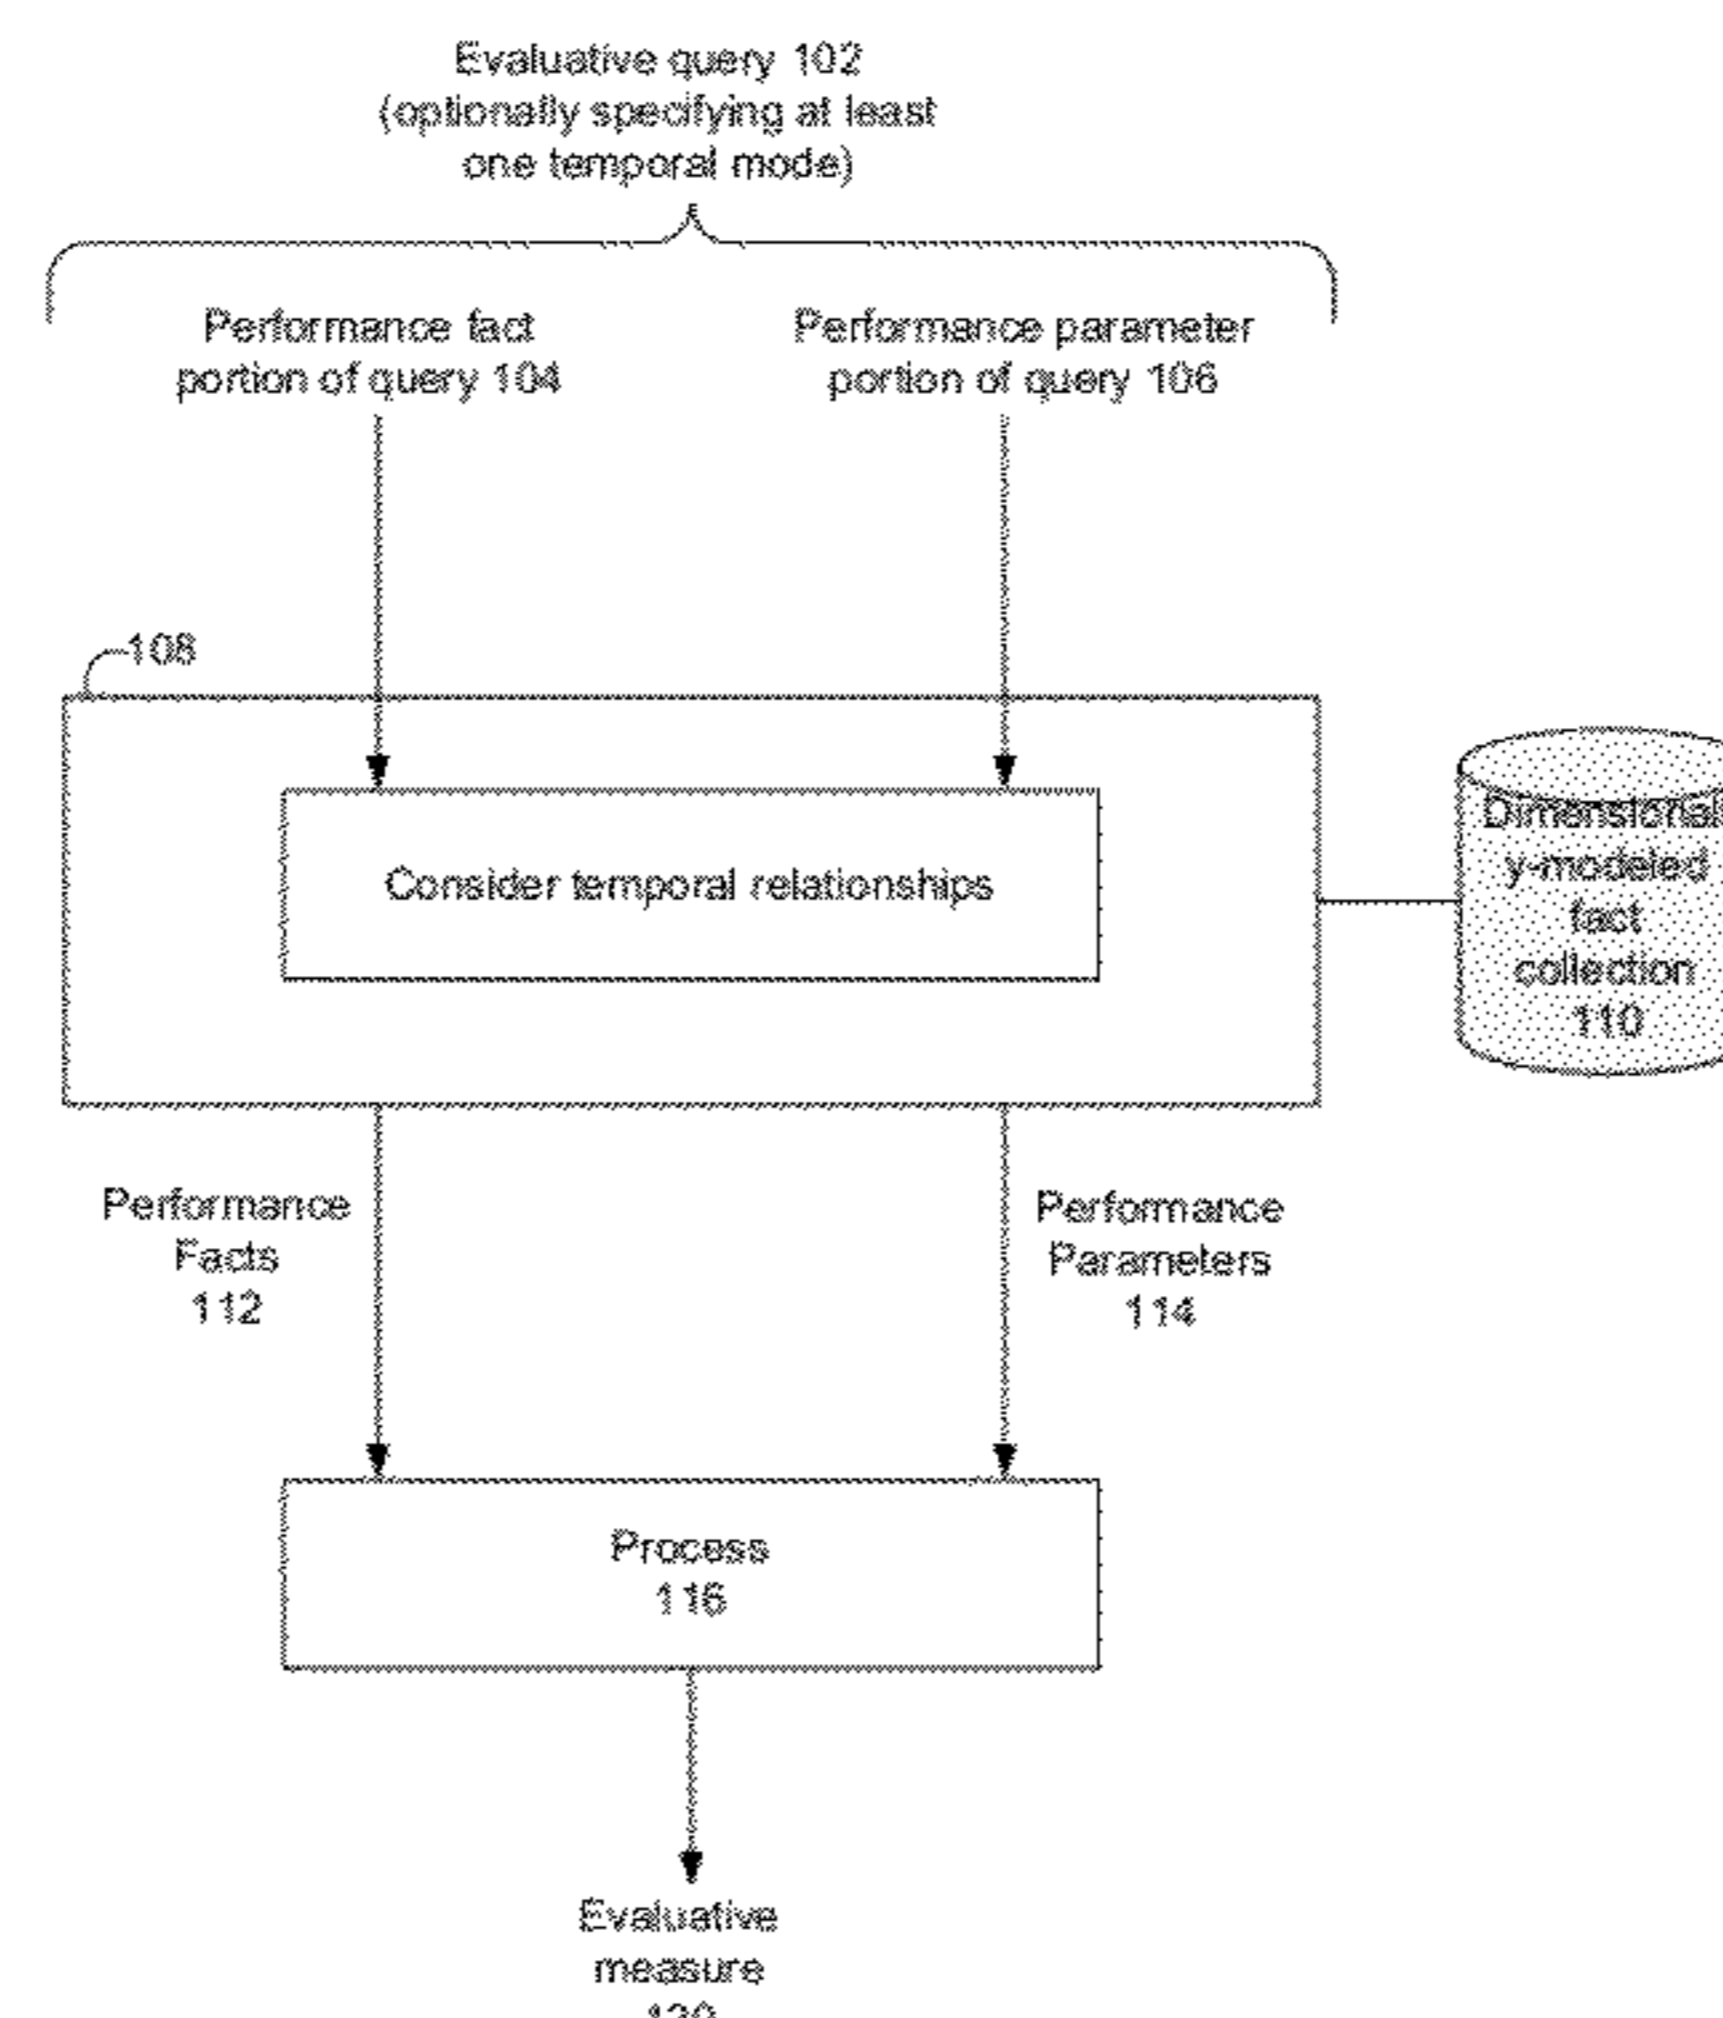 Evaluative query 102
(optionally specifying at least
one temporal mode)
Performance fact
portion of query 104
Performance parameter
portion of query 106
108
Consider temporal relationships
Dimensional
y-modeled
fact
collection
110
Performance
Facts
112
Performance
Parameters
114
Process
116
Evaluative
measure